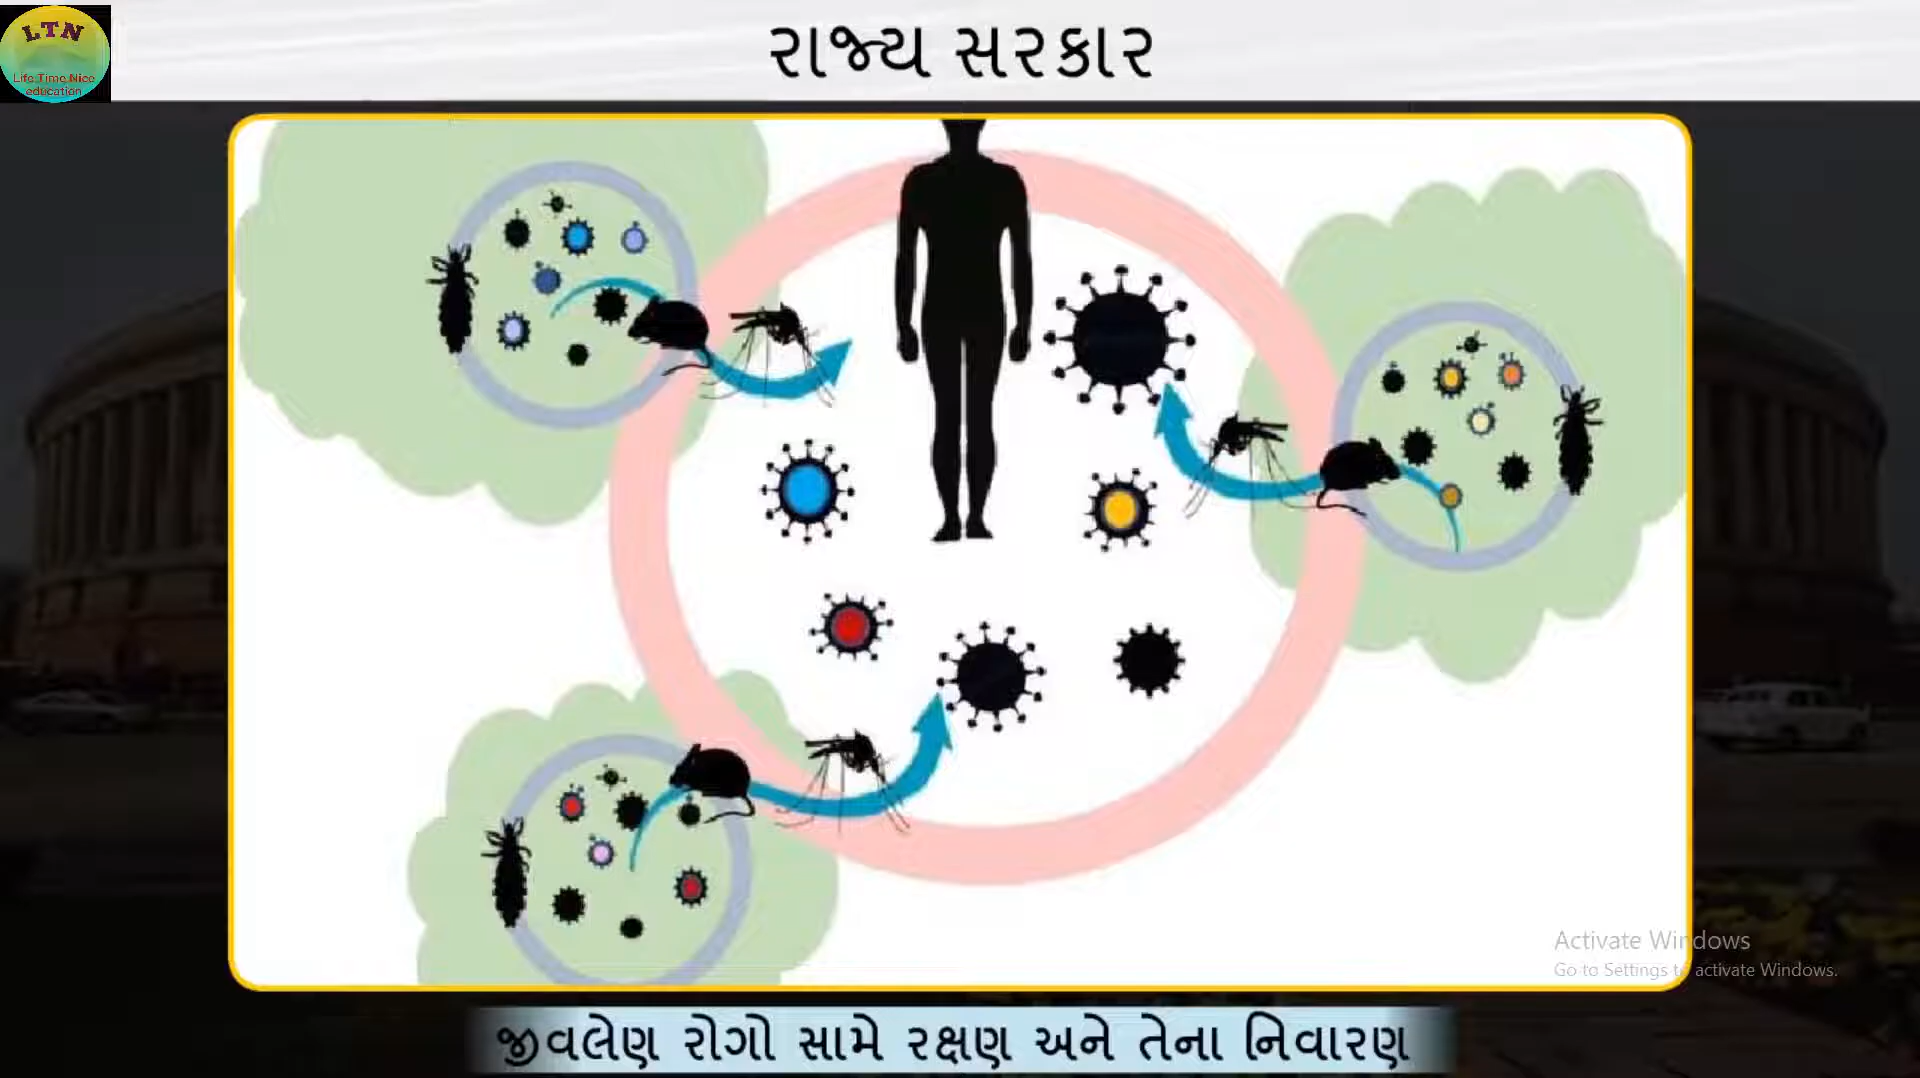 LTN
Life Time Nice
education
રાજ્ય સરકાર
Activate Windows
Go to Settings to activate Windows.
જીવલેણ રોગો સામે રક્ષણ અને તેના નિવારણ